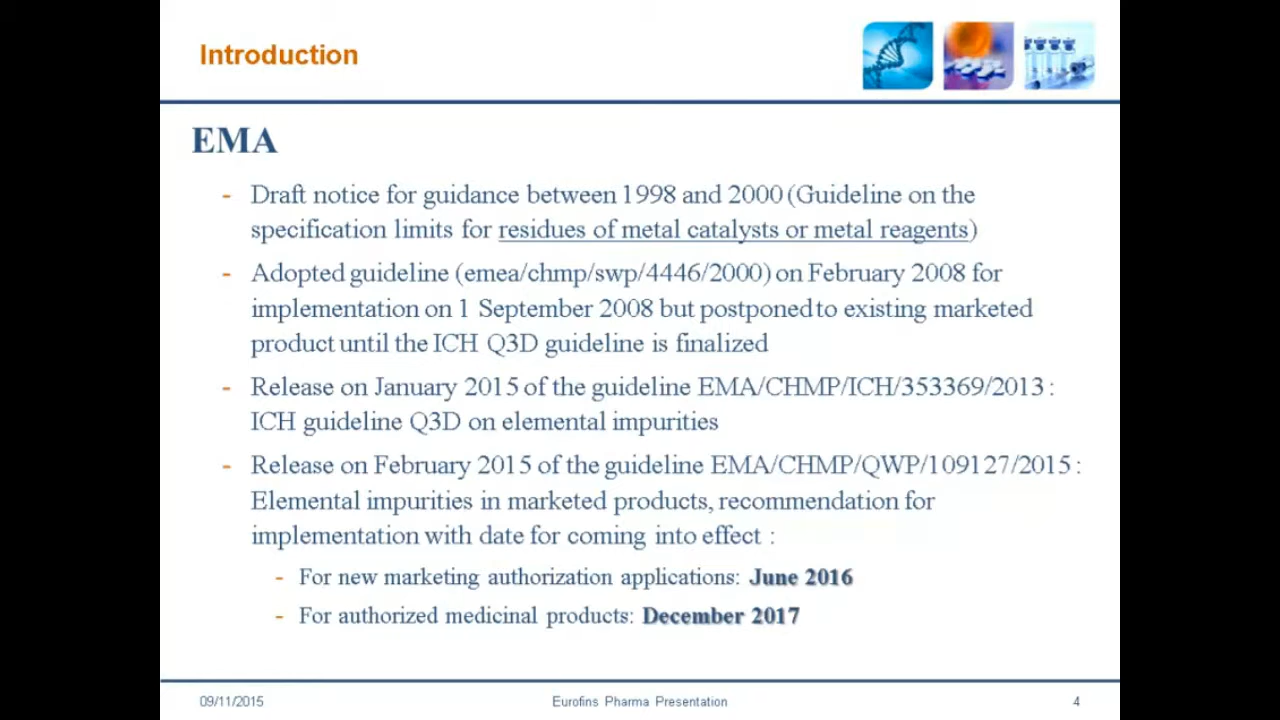 Introduction
EMA
- Draft notice for guidance between 1998 and 2000 (Guideline on the
specification limits for residues of metal catalysts or metal reagents)
- Adopted guideline (emea/chmp/swp/4446/2000) on February 2008 for
implementation on 1 September 2008 but postponed to existing marketed
product until the ICH Q3D guideline is finalized
- Release on January 2015 of the guideline EMA/CHMP/ICH/353369/2013 :
ICH guideline Q3D on elemental impurities
- Release on February 2015 of the guideline EMA/CHMP/QWP/109127/2015 :
Elemental impurities in marketed products, recommendation for
implementation with date for coming into effect :
- For new marketing authorization applications: June 2016
- For authorized medicinal products: December 2017
09/11/2015
Eurofins Pharma Presentation
4